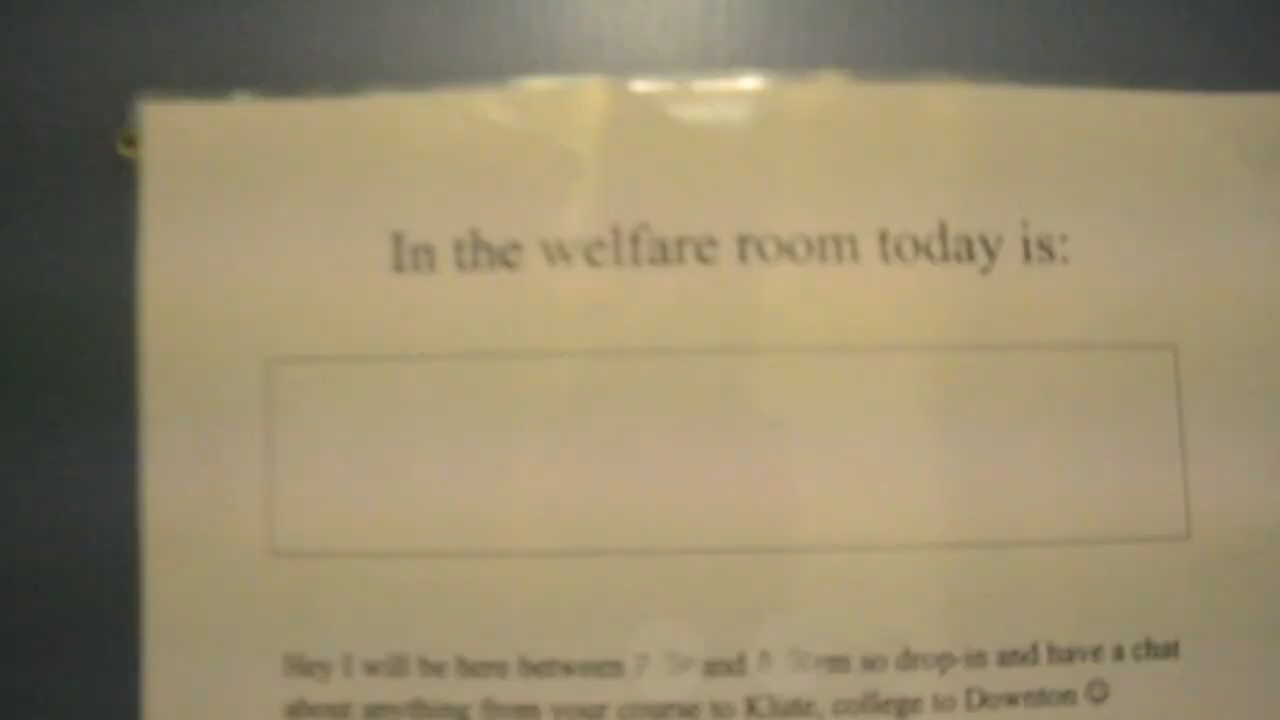 In the welfare room today is:
Hey I will be here between and so drop-in and have a chat
about anything from your course to Klute, college to Downton ☺